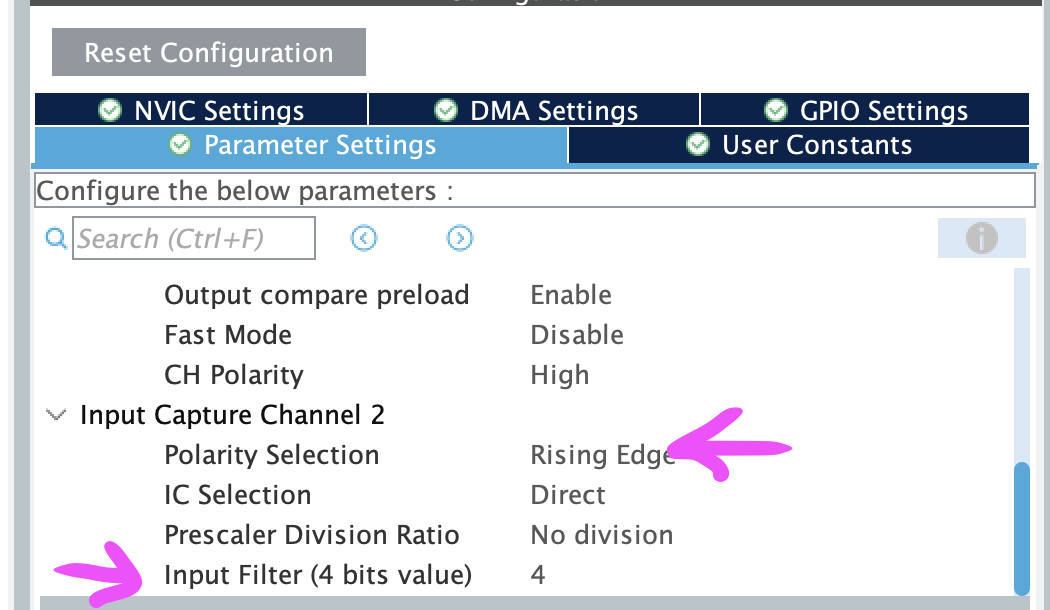 Reset Configuration
NVIC Settings DMA Settings GPIO Settings
Parameter Settings User Constants
Configure the below parameters :
Search (Ctrl+F)
Output compare preload Enable
Fast Mode Disable
CH Polarity High
Input Capture Channel 2
Polarity Selection Rising Edge
IC Selection Direct
Prescaler Division Ratio No division
Input Filter (4 bits value) 4